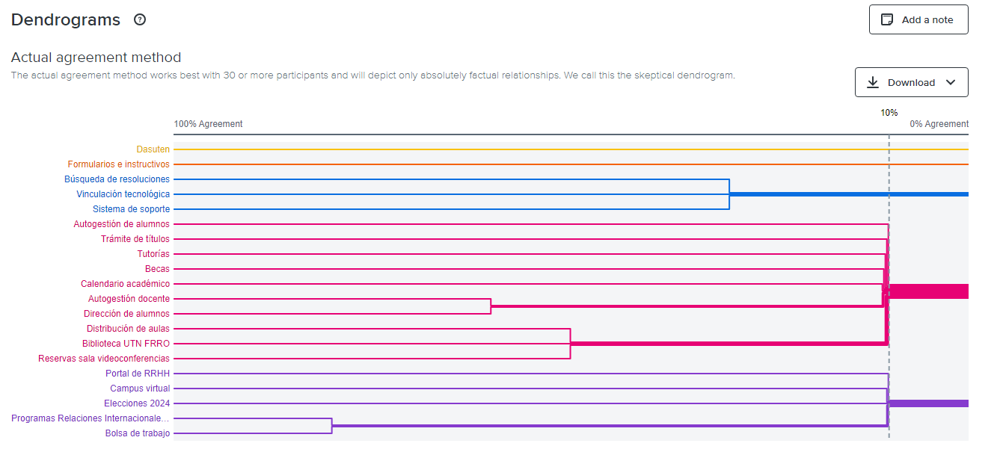 Dendrograms ?
Add a note
Actual agreement method
The actual agreement method works best with 30 or more participants and will depict only absolutely factual relationships. We call this the skeptical dendrogram.
Download
10%
100% Agreement
0% Agreement
Dasuten
Formularios e instructivos
Búsqueda de resoluciones
Vinculación tecnológica
Sistema de soporte
Autogestión de alumnos
Trámite de títulos
Tutorías
Becas
Calendario académico
Autogestión docente
Dirección de alumnos
Distribución de aulas
Biblioteca UTN FRRO
Reservas sala videoconferencias
Portal de RRHH
Campus virtual
Elecciones 2024
Programas Relaciones Internacionale...
Bolsa de trabajo